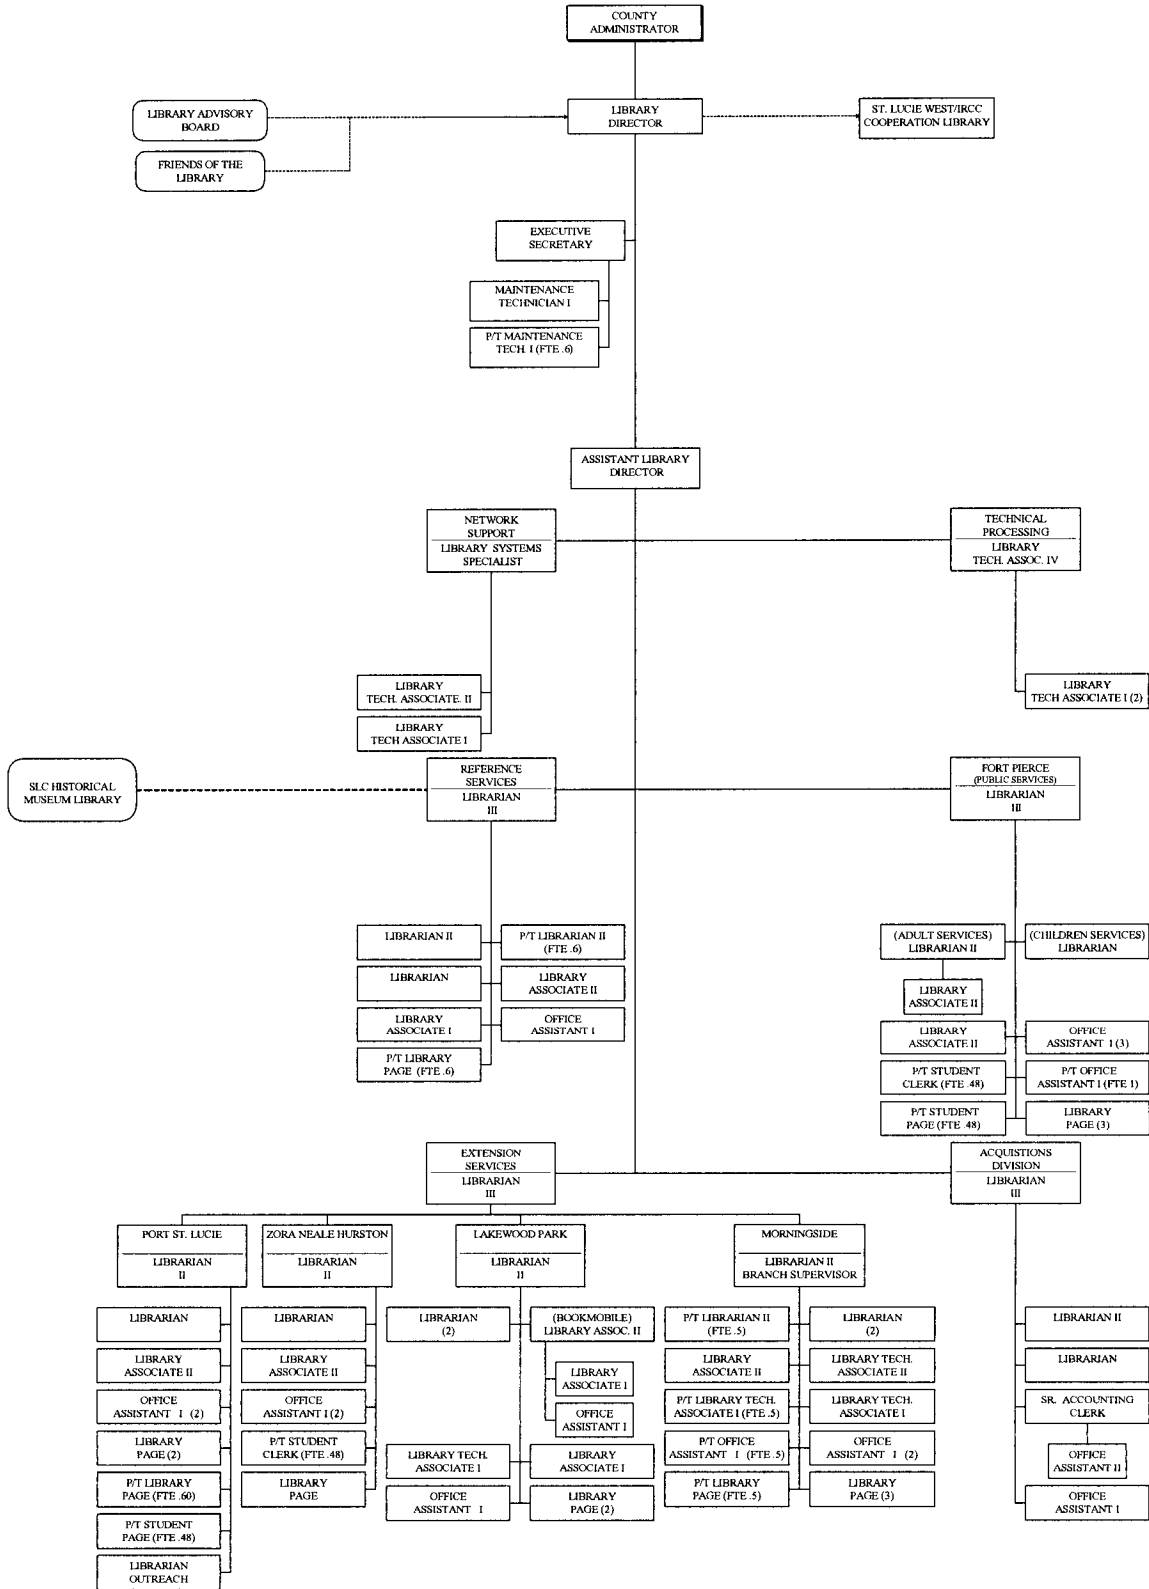 COUNTY
ADMINISTRATOR
LIBRARY ADVISORY
BOARD
LIBRARY
DIRECTOR
ST. LUCIE WEST/IRCC
COOPERATION LIBRARY
FRIENDS OF THE
LIBRARY
EXECUTIVE
SECRETARY
MAINTENANCE
TECHNICIAN I
P/T MAINTENANCE
TECH. I (FTE .6)
ASSISTANT LIBRARY
DIRECTOR
NETWORK
SUPPORT
LIBRARY SYSTEMS
SPECIALIST
TECHNICAL
PROCESSING
LIBRARY
TECH. ASSOC. IV
LIBRARY
TECH. ASSOCIATE. II
LIBRARY
TECH ASSOCIATE I
LIBRARY
TECH ASSOCIATE I (2)
SLC HISTORICAL
MUSEUM LIBRARY
REFERENCE
SERVICES
LIBRARIAN
III
FORT PIERCE
(PUBLIC SERVICES)
LIBRARIAN
III
LIBRARIAN II
P/T LIBRARIAN II
(FTE .6)
LIBRARIAN
LIBRARY
ASSOCIATE II
LIBRARY
ASSOCIATE I
OFFICE
ASSISTANT I
P/T LIBRARY
PAGE (FTE .6)
(ADULT SERVICES)
LIBRARIAN II
(CHILDREN SERVICES)
LIBRARIAN
LIBRARY
ASSOCIATE II
LIBRARY
ASSOCIATE II
OFFICE
ASSISTANT I (3)
P/T STUDENT
CLERK (FTE .48)
P/T OFFICE
ASSISTANT I (FTE 1)
P/T STUDENT
PAGE (FTE .48)
LIBRARY
PAGE (3)
EXTENSION
SERVICES
LIBRARIAN
III
ACQUISTIONS
DIVISION
LIBRARIAN
III
PORT ST. LUCIE
LIBRARIAN
II
ZORA NEALE HURSTON
LIBRARIAN
II
LAKEWOOD PARK
LIBRARIAN
II
MORNINGSIDE
LIBRARIAN II
BRANCH SUPERVISOR
LIBRARIAN
LIBRARY
ASSOCIATE II
OFFICE
ASSISTANT I (2)
LIBRARY
PAGE (2)
P/T LIBRARY
PAGE (FTE .60)
P/T STUDENT
PAGE (FTE .48)
LIBRARIAN
OUTREACH
LIBRARIAN
LIBRARY
ASSOCIATE II
OFFICE
ASSISTANT I (2)
P/T STUDENT
CLERK (FTE .48)
LIBRARY
PAGE
LIBRARIAN
(2)
(BOOKMOBILE)
LIBRARY ASSOC. II
LIBRARY
ASSOCIATE I
OFFICE
ASSISTANT I
LIBRARY TECH.
ASSOCIATE I
LIBRARY
ASSOCIATE I
OFFICE
ASSISTANT I
LIBRARY
PAGE (2)
P/T LIBRARIAN II
(FTE .5)
LIBRARIAN
(2)
LIBRARY
ASSOCIATE II
LIBRARY TECH.
ASSOCIATE II
P/T LIBRARY TECH.
ASSOCIATE I (FTE .5)
LIBRARY TECH.
ASSOCIATE I
P/T OFFICE
ASSISTANT I (FTE .5)
OFFICE
ASSISTANT I (2)
P/T LIBRARY
PAGE (FTE .5)
LIBRARY
PAGE (3)
LIBRARIAN II
LIBRARIAN
SR. ACCOUNTING
CLERK
OFFICE
ASSISTANT II
OFFICE
ASSISTANT I